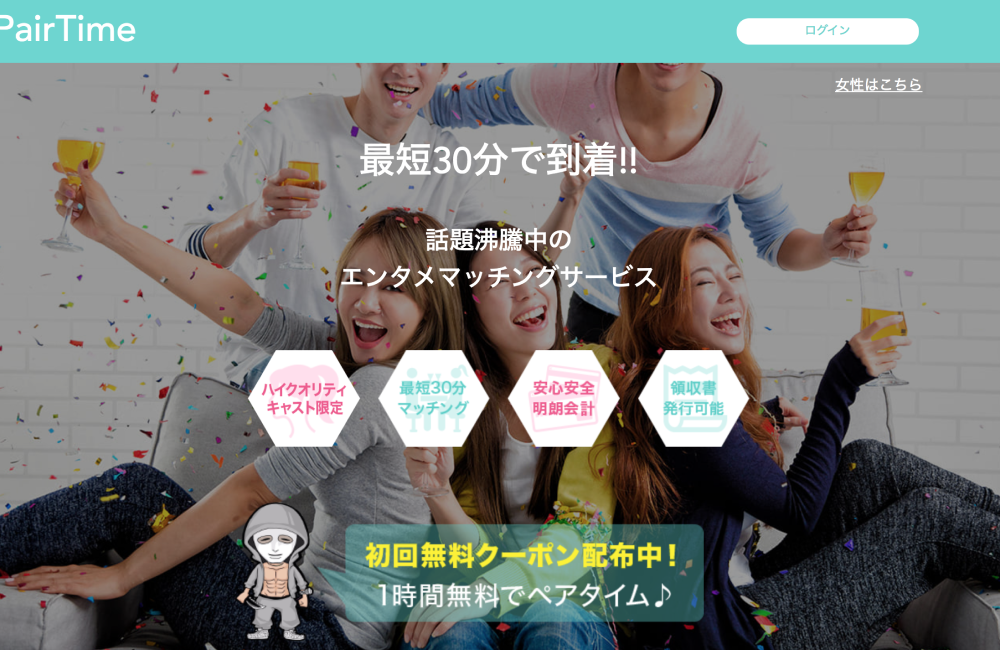 PairTime
ログイン
女性はこちら
最短30分で到着!!
話題沸騰中の
エンタメマッチングサービス
ハイクオリティ
キャスト限定
最短30分
マッチング
安心安全
明朗会計
領収書
発行可能
初回無料クーポン配布中!
1時間無料でペアタイム♪